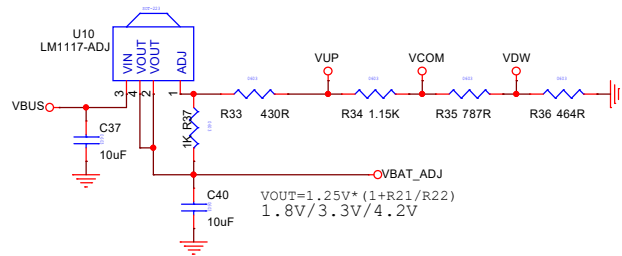 SOT-223
U10
LM1117-ADJ
VIN
VOUT
VOUT
ADJ
3
4
2
1
VUP
VCOM
VDW
VBUS
R33 430R
R34 1.15K
R35 787R
R36 464R
1K R37
C37
10uF
VBAT_ADJ
C40
10uF
VOUT=1.25V*(1+R21/R22)
1.8V/3.3V/4.2V